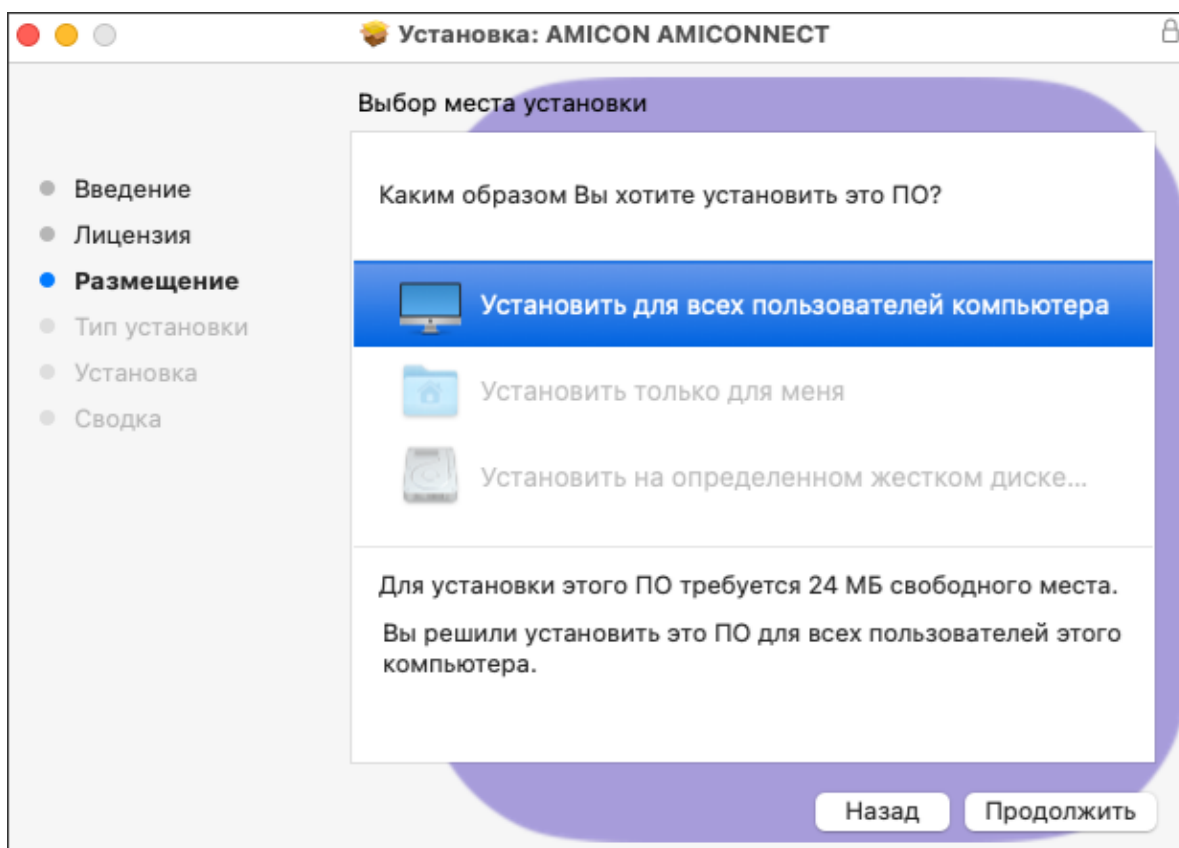 Установка: AMICON AMICONNECT
Выбор места установки
Введение
Лицензия
Размещение
Тип установки
Установка
Сводка
Каким образом Вы хотите установить это ПО?
Установить для всех пользователей компьютера
Установить только для меня
Установить на определенном жестком диске...
Для установки этого ПО требуется 24 МБ свободного места.
Вы решили установить это ПО для всех пользователей этого
компьютера.
Назад
Продолжить